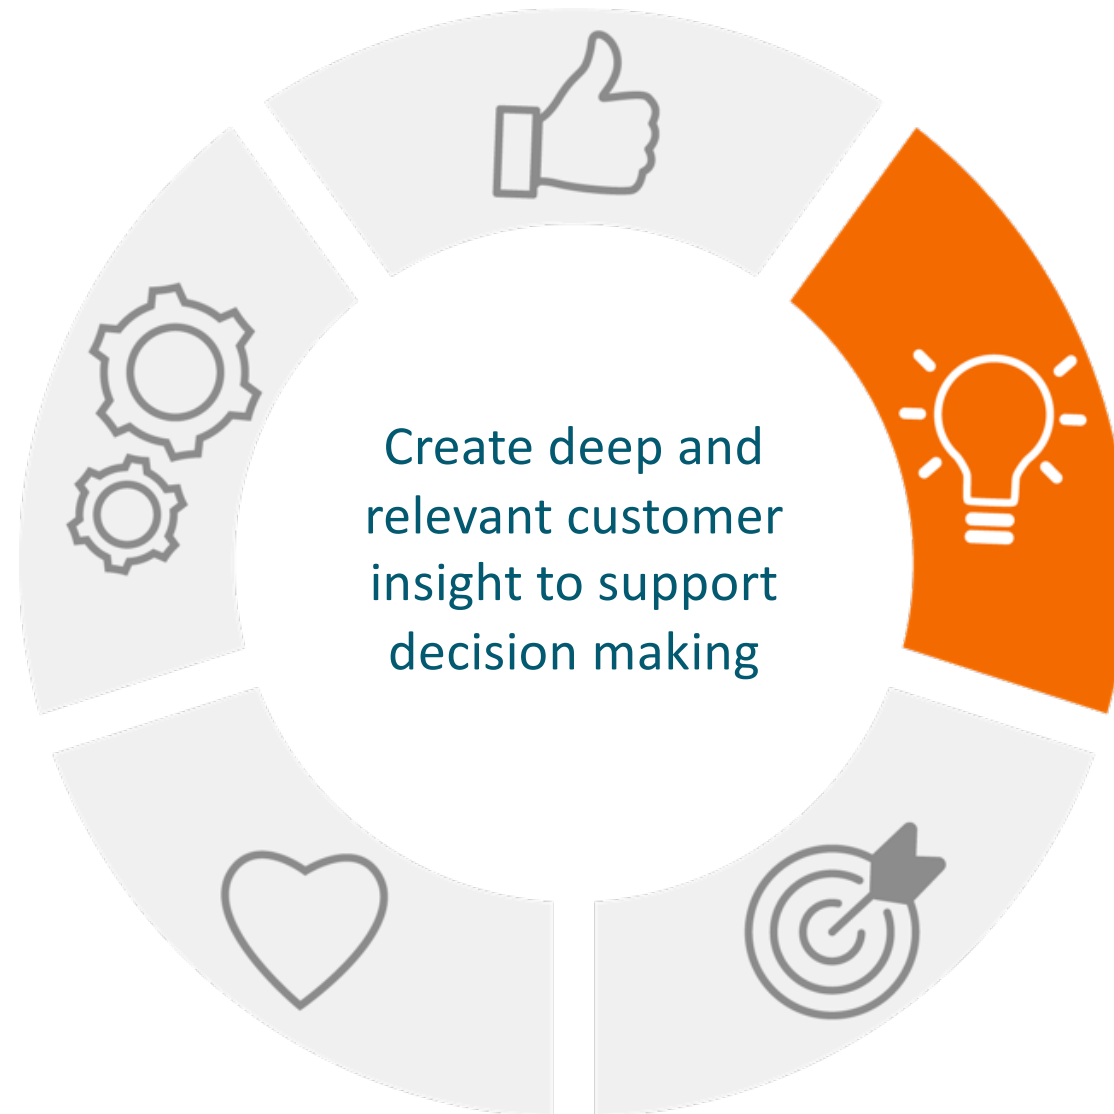 Create deep and
relevant customer
insight to support
decision making